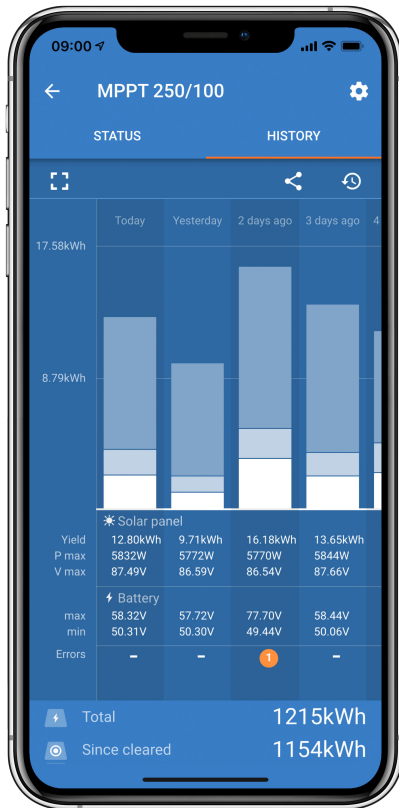 09:00
MPPT 250/100
STATUS HISTORY
Today Yesterday 2 days ago 3 days ago 4
17.58kWh
8.79kWh
Solar panel
Yield 12.80kWh 9.71kWh 16.18kWh 13.65kWh
P max 5832W 5772W 5770W 5844W
V max 87.49V 86.59V 86.54V 87.66V
Battery
max 58.32V 57.72V 77.70V 58.44V
min 50.31V 50.30V 49.44V 50.06V
Errors - - 1 -
Total 1215kWh
Since cleared 1154kWh